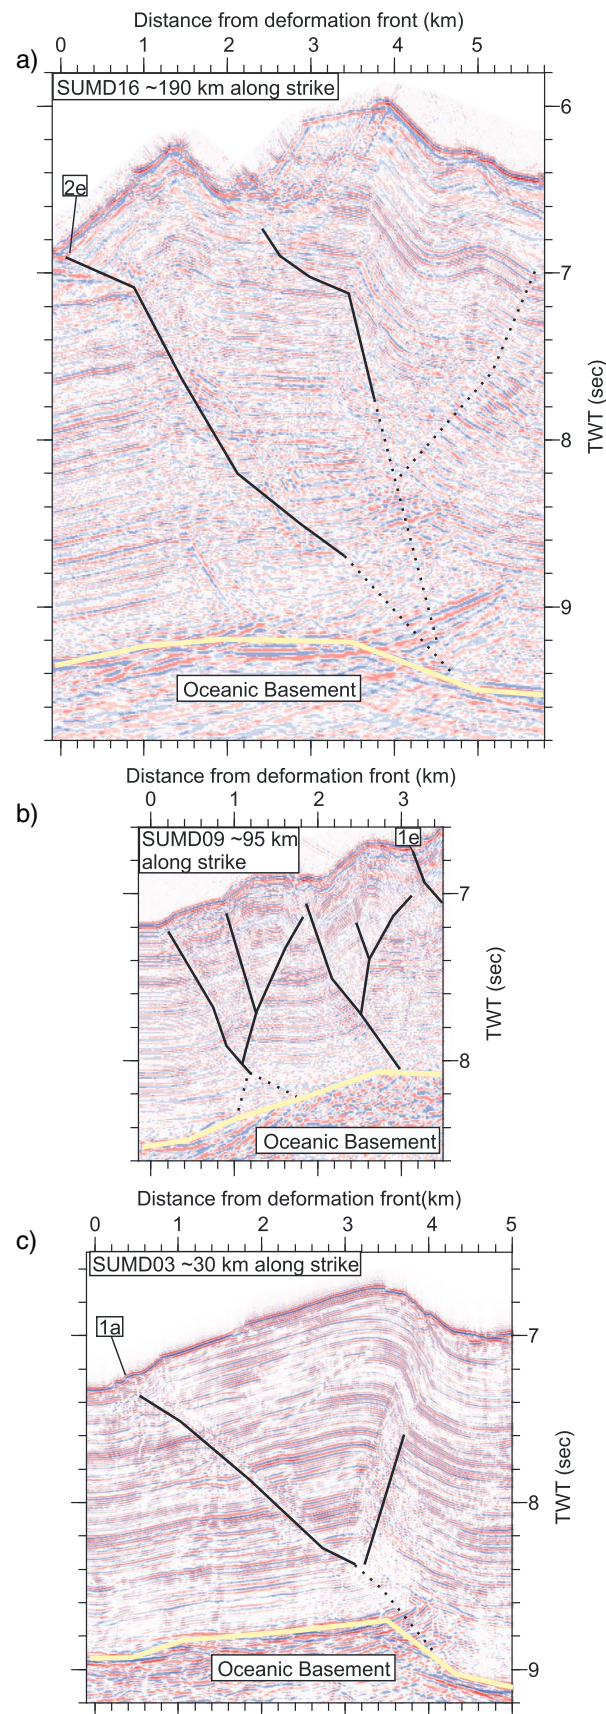 Distance from deformation front (km)
0 1 2 3 4 5
a)
SUMD16 ~190 km along strike
6
2e
7
TWT (sec)
8
9
Oceanic Basement
Distance from deformation front (km)
0 1 2 3
b)
SUMD09 ~95 km
along strike
1e
7
TWT (sec)
8
Oceanic Basement
Distance from deformation front(km)
0 1 2 3 4 5
c)
SUMD03 ~30 km along strike
1a
7
TWT (sec)
8
Oceanic Basement
9